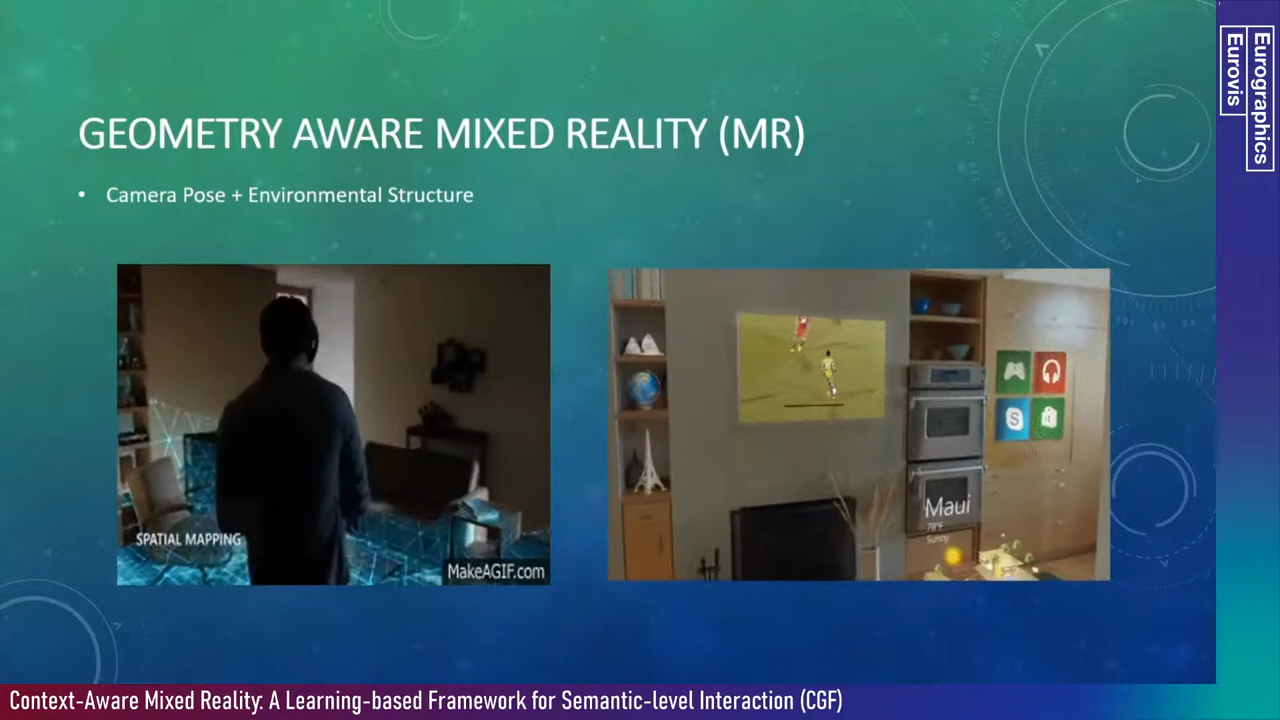 GEOMETRY AWARE MIXED REALITY (MR)
• Camera Pose + Environmental Structure
SPATIAL MAPPING
MakeAGIF.com
Maui
78°F
Sunny
Eurographics
Eurovis
Context-Aware Mixed Reality: A Learning-based Framework for Semantic-level Interaction (CGF)